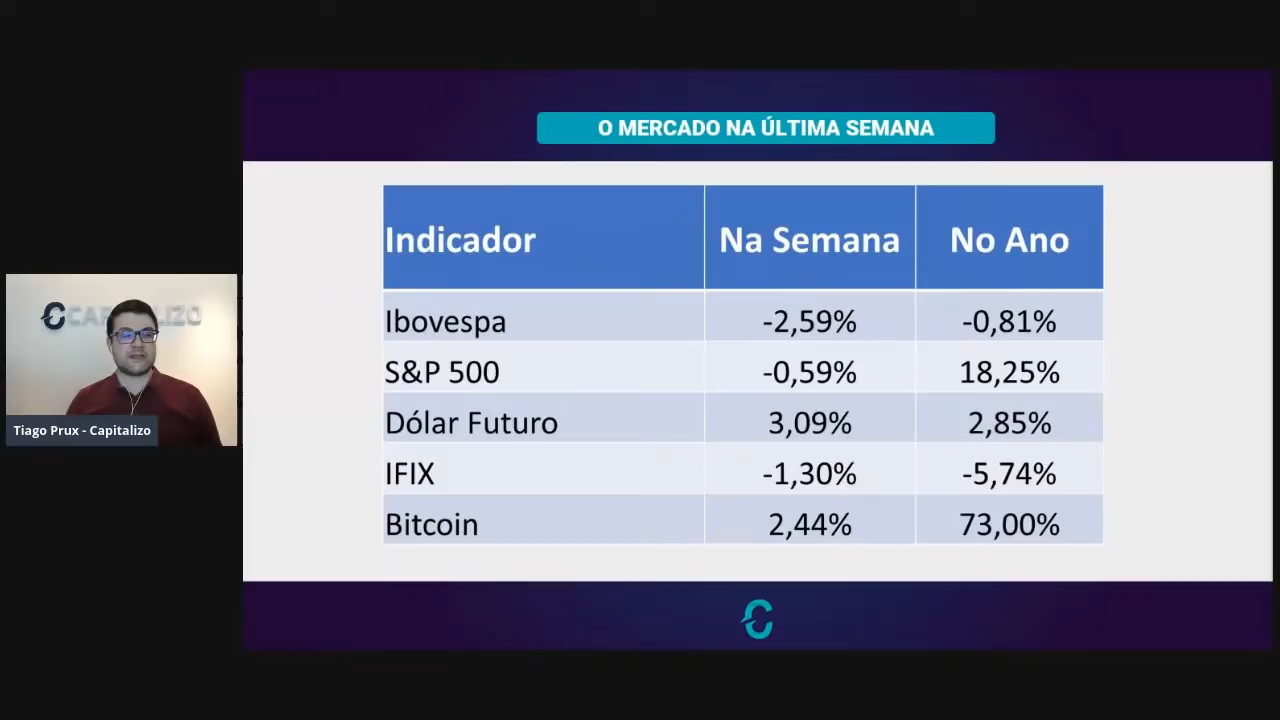 O MERCADO NA ÚLTIMA SEMANA
Indicador Na Semana No Ano
Ibovespa -2,59% -0,81%
S&P 500 -0,59% 18,25%
Dólar Futuro 3,09% 2,85%
IFIX -1,30% -5,74%
Bitcoin 2,44% 73,00%
CAPITALIZO
Tiago Prux - Capitalizo